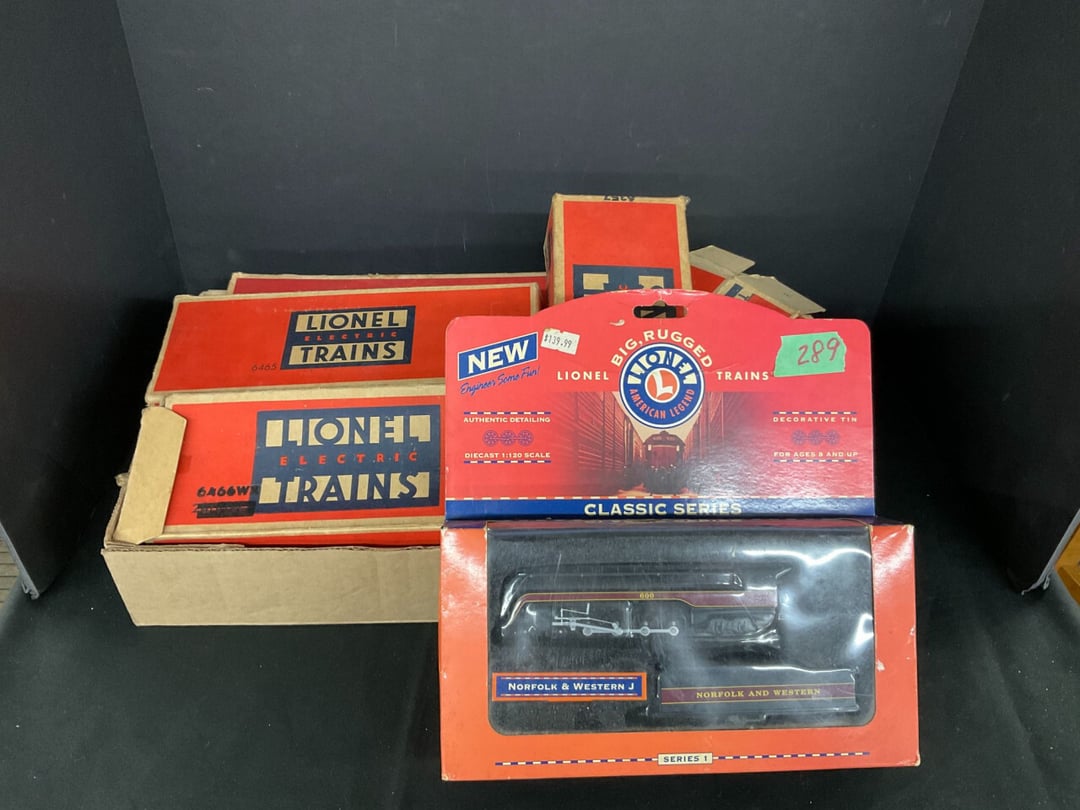 LIONEL
ELECTRIC
TRAINS
6465
LIONEL
ELECTRIC
TRAINS
6466W
NEW
Engineer Some Fun!
$139.99
BIG, RUGGED
LIONEL
TRAINS
LIONEL
L
AMERICAN LEGEND
289
AUTHENTIC DETAILING
DIECAST 1:120 SCALE
DECORATIVE TIN
FOR AGES 8 AND UP
CLASSIC SERIES
600
NORFOLK & WESTERN J
NORFOLK AND WESTERN
SERIES 1